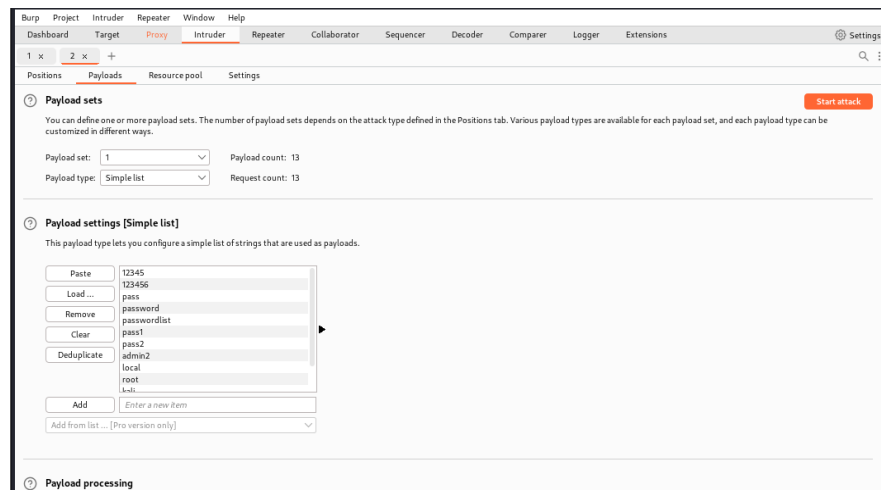 Burp Project Intruder Repeater Window Help
Dashboard Target Proxy Intruder Repeater Collaborator Sequencer Decoder Comparer Logger Extensions Settings
1 × 2 × +
Positions Payloads Resource pool Settings
? Payload sets Start attack
You can define one or more payload sets. The number of payload sets depends on the attack type defined in the Positions tab. Various payload types are available for each payload set, and each payload type can be
customized in different ways.
Payload set: 1 Payload count: 13
Payload type: Simple list Request count: 13
? Payload settings [Simple list]
This payload type lets you configure a simple list of strings that are used as payloads.
Paste 12345
123456
Load ... pass
password
Remove passwordlist
Clear pass1
pass2
Deduplicate admin2
local
root
kali
Add Enter a new item
Add from list ... [Pro version only]
? Payload processing